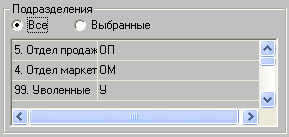 Подразделения
Все Выбранные
5. Отдел продаж ОП
4. Отдел маркет ОМ
99. Уволенные У